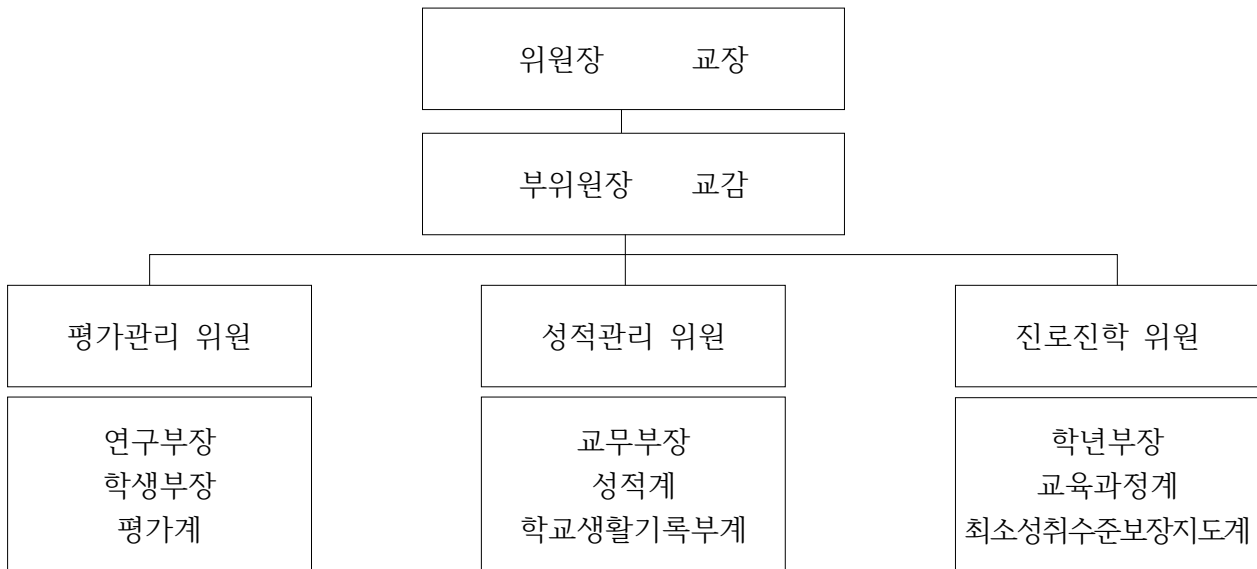 위원장 교장
부위원장 교감
평가관리 위원
성적관리 위원
진로진학 위원
연구부장
학생부장
평가계
교무부장
성적계
학교생활기록부계
학년부장
교육과정계
최소성취수준보장지도계